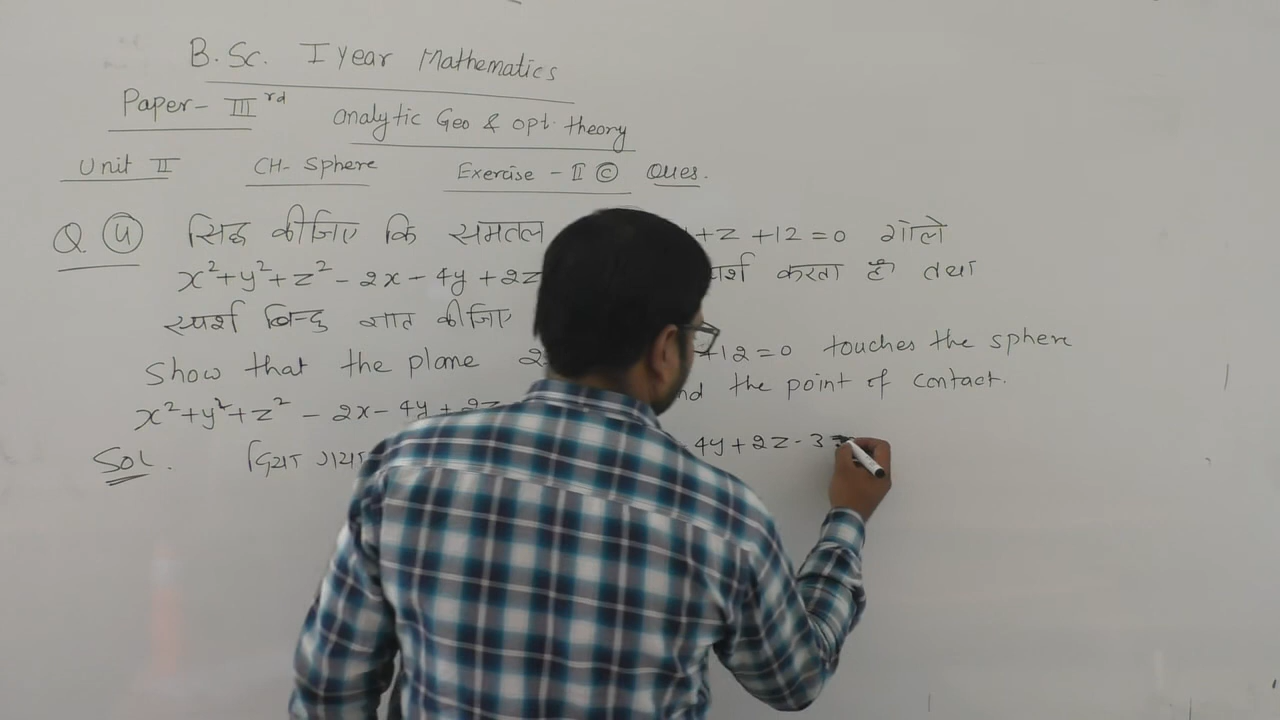 B.Sc. I year Mathematics
Paper- III rd analytic Geo & opt. theory
Unit II CH- Sphere Exercise - II © Ques.
Q. ④ सिद्ध कीजिए कि समतल +z +12=0 गोले
x²+y²+z² - 2x - 4y + 2z करता है तथा
स्पर्श बिन्दु ज्ञात कीजिए
Show that the plane 2 +12=0 touches the sphere
x²+y²+z² - 2x - 4y + 2z the point of contact.
Sol. दिया गया 4y + 2z - 3 =